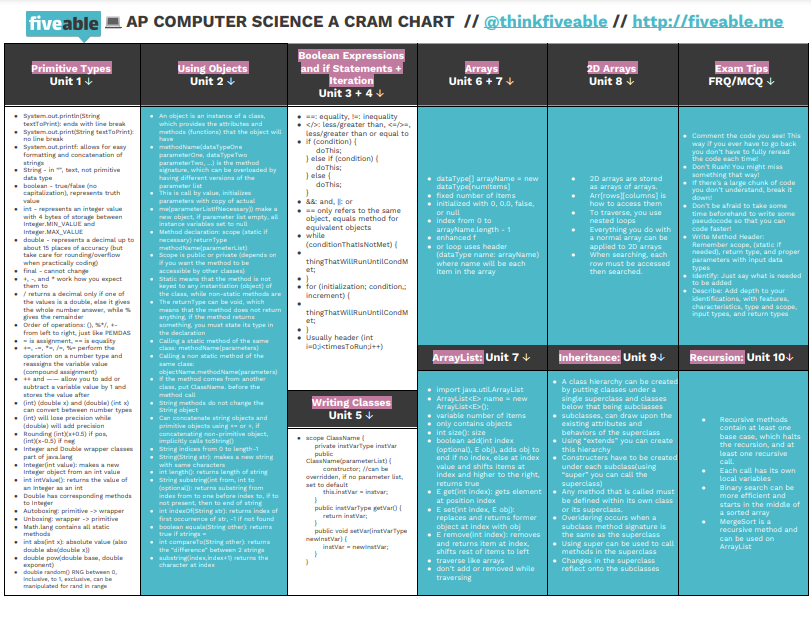 fiveable 💻 AP COMPUTER SCIENCE A CRAM CHART // @thinkfiveable // http://fiveable.me
Primitive Types
Unit 1 ↓
● System.out.println(String
textToPrint): ends with line break
● System.out.print(String textToPrint):
no line break
● System.out.printf: allows for easy
formatting and concatenation of
strings
● String - in "", text, not primitive
data type
● boolean - true/false (no
capitalization), represents truth
value
● int - represents an integer value
with 4 bytes of storage between
Integer.MIN_VALUE and
Integer.MAX_VALUE
● double - represents a decimal up to
about 15 places of accuracy (but
take care for rounding/overflow
when practically coding)
● final - cannot change
● +, -, and * work how you expect
them to
● / returns a decimal only if one of
the values is a double, else it gives
the whole number answer, while %
gives the remainder
● Order of operations: (), %*/, +-
from left to right, just like PEMDAS
● = is assignment, == is equality
● +=, -=, *=, /=, %= perform the
operation on a number type and
reassigns the variable value
(compound assignment)
● ++ and —— allow you to add or
subtract a variable value by 1 and
stores the value after
● (int) (double x) and (double) (int x)
can convert between number types
● (int) will lose precision while
(double) will add precision
● Rounding (int)(x+0.5) if pos,
(int)(x-0.5) if neg
● Integer and Double wrapper classes
part of java.lang
● Integer(int value): makes a new
Integer object from an int value
● int intValue(): returns the value of
an Integer as an int
● Double has corresponding methods
to Integer
● Autoboxing: primitive -> wrapper
● Unboxing: wrapper -> primitive
● Math.lang contains all static
methods
● int abs(int x): absolute value (also
double abs(double x))
● double pow(double base, double
exponent)
● double random() RNG between 0,
inclusive, to 1, exclusive, can be
manipulated for rand in range
Using Objects
Unit 2 ↓
● An object is an instance of a class,
which provides the attributes and
methods (functions) that the object will
have
● methodName(dataTypeOne
parameterOne, dataTypeTwo
parameterTwo, ...) is the method
signature, which can be overloaded by
having different versions of the
parameter list
● This is call by value, initializes
parameters with copy of actual
● me(parameterListIfNecessary)) make a
new object, if parameter list empty, all
instance variables set to null
● Method declaration: scope (static if
necessary) returnType
methodName(parameterList)
● Scope is public or private (depends on
if you want the method to be
accessible by other classes)
● Static means that the method is not
keyed to any instantiation (object) of
the class, while non-static methods are
● The returnType can be void, which
means that the method does not return
anything, if the method returns
something, you must state its type in
the declaration
● Calling a static method of the same
class: methodName(parameters)
● Calling a non static method of the
same class:
objectName.methodName(parameters)
● If the method comes from another
class, put ClassName. before the
method call
● String methods do not change the
String object
● Can concatenate string objects and
primitive objects using += or +, if
concatenating non-primitive object,
implicitly calls toString()
● String indices from 0 to length-1
● String(String str): makes a new string
with same characters
● int length(): returns length of string
● String substring(int from, int to
(optional)): returns substring from
index from to one before index to, if to
not present, then to end of string
● int indexOf(String str): returns index of
first occurrence of str, -1 if not found
● boolean equals(String other): returns
true if strings =
● int compareTo(String other): returns
the "difference" between 2 strings
● substring(index,index+1) returns the
character at index
Boolean Expressions
and if Statements +
Iteration
Unit 3 + 4 ↓
● ==: equality, !=: inequality
● </>: less/greater than, <=/>=,
less/greater than or equal to
● if (condition) {
doThis;
} else if (condition) {
doThis;
} else {
doThis;
}
● &&: and, ||: or
● == only refers to the same
object, equals method for
equivalent objects
● while
(conditionThatIsNotMet) {
●
thingThatWillRunUntilCondM
et;
● }
● for (initialization; condition,;
increment) {
●
thingThatWillRunUntilCondM
et;
● }
● Usually header (int
i=0;i<timesToRun;i++)
Writing Classes
Unit 5 ↓
● scope ClassName {
private instVarType instVar
public
ClassName(parameterList) {
constructor; //can be
overridden, if no parameter list,
set to default
this.instVar = instvar;
}
public instVarType getVar() {
return instVar;
}
public void setVar(instVarType
newInstVar) {
instVar = newInstVar;
}
}
Arrays
Unit 6 + 7 ↓
● dataType[] arrayName = new
dataType[numItems]
● fixed number of items
● initialized with 0, 0.0, false,
or null
● index from 0 to
arrayName.length - 1
● enhanced f
● or loop uses header
(dataType name: arrayName)
where name will be each
item in the array
ArrayList: Unit 7 ↓
● import java.util.ArrayList
● ArrayList<E> name = new
ArrayList<E>();
● variable number of items
● only contains objects
● int size(): size
● boolean add(int index
(optional), E obj), adds obj to
end if no index, else at index
value and shifts items at
index and higher to the right,
returns true
● E get(int index): gets element
at position index
● E set(int index, E obj):
replaces and returns former
object at index with obj
● E remove(int index): removes
and returns item at index,
shifts rest of items to left
● traverse like arrays
● don't add or removed while
traversing
2D Arrays
Unit 8 ↓
● 2D arrays are stored
as arrays of arrays.
● Arr[rows][columns] is
how to access them
● To traverse, you use
nested loops
● Everything you do with
a normal array can be
applied to 2D arrays
● When searching, each
row must be accessed
then searched.
Inheritance: Unit 9↓
● A class hierarchy can be created
by putting classes under a
single superclass and classes
below that being subclasses
● subclasses, can draw upon the
existing attributes and
behaviors of the superclass
● Using "extends" you can create
this hierarchy
● Constructers have to be created
under each subclass(using
"super" you can call the
superclass)
● Any method that is called must
be defined within its own class
or its superclass.
● Overidering occurs when a
subclass method signature is
the same as the superclass
● Using super can be used to call
methods in the superclass
● Changes in the superclass
reflect onto the subclasses
Exam Tips
FRQ/MCQ ↓
● Comment the code you see! This
way if you ever have to go back
you don't have to fully reread
the code each time!
● Don't Rush! You might miss
something that way!
● If there's a large chunk of code
you don't understand, break it
down!
● Don't be afraid to take some
time beforehand to write some
pseudocode so that you can
code faster!
● Write Method Header:
Remember scope, (static if
needed), return type, and proper
parameters with input data
types
● Identify: Just say what is needed
to be added
● Describe: Add depth to your
identifications, with features,
characteristics, type and scope,
input types, and return types
Recursion: Unit 10↓
● Recursive methods
contain at least one
base case, which halts
the recursion, and at
least one recursive
call.
● Each call has its own
local variables
● Binary search can be
more efficient and
starts in the middle of
a sorted array
● MergeSort is a
recursive method and
can be used on
ArrayList